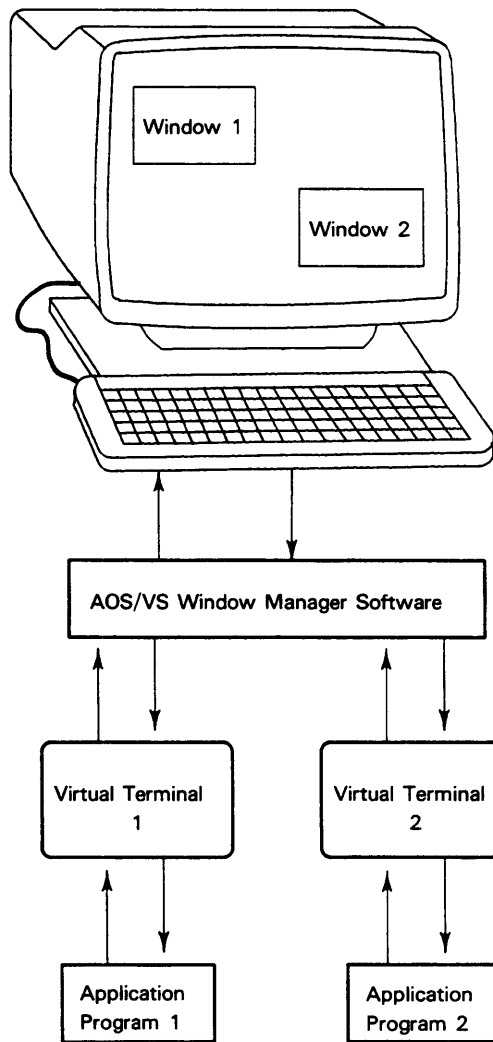 Window 1
Window 2
AOS/VS Window Manager Software
Virtual Terminal
1
Virtual Terminal
2
Application
Program 1
Application
Program 2